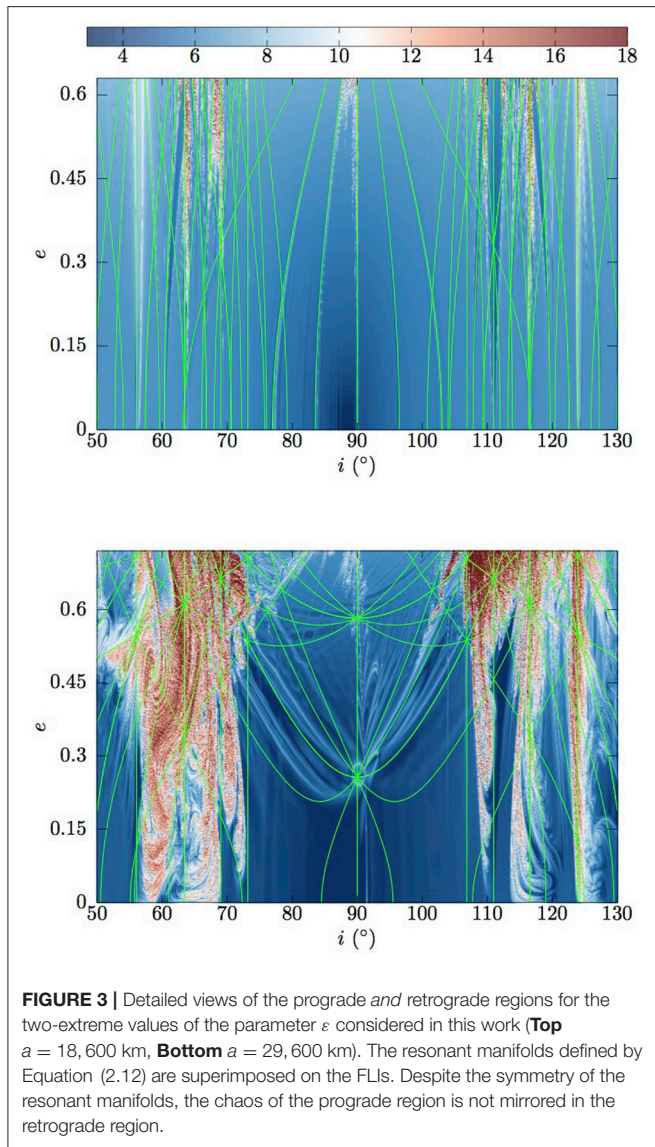 4 6 8 10 12 14 16 18
0.6
0.45
e
0.3
0.15
0
50 60 70 80 90 100 110 120 130
i (°)
0.6
0.45
e
0.3
0.15
0
50 60 70 80 90 100 110 120 130
i (°)
FIGURE 3 | Detailed views of the prograde and retrograde regions for the
two-extreme values of the parameter ε considered in this work (Top
a = 18, 600 km, Bottom a = 29, 600 km). The resonant manifolds defined by
Equation (2.12) are superimposed on the FLIs. Despite the symmetry of the
resonant manifolds, the chaos of the prograde region is not mirrored in the
retrograde region.